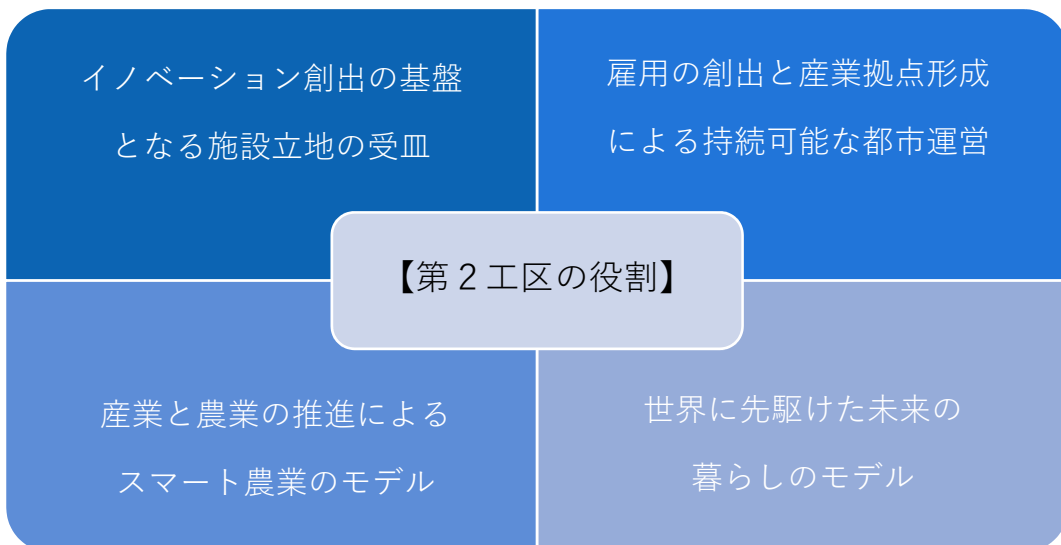 イノベーション創出の基盤
となる施設立地の受皿
雇用の創出と産業拠点形成
による持続可能な都市運営
【第２工区の役割】
産業と農業の推進による
スマート農業のモデル
世界に先駆けた未来の
暮らしのモデル